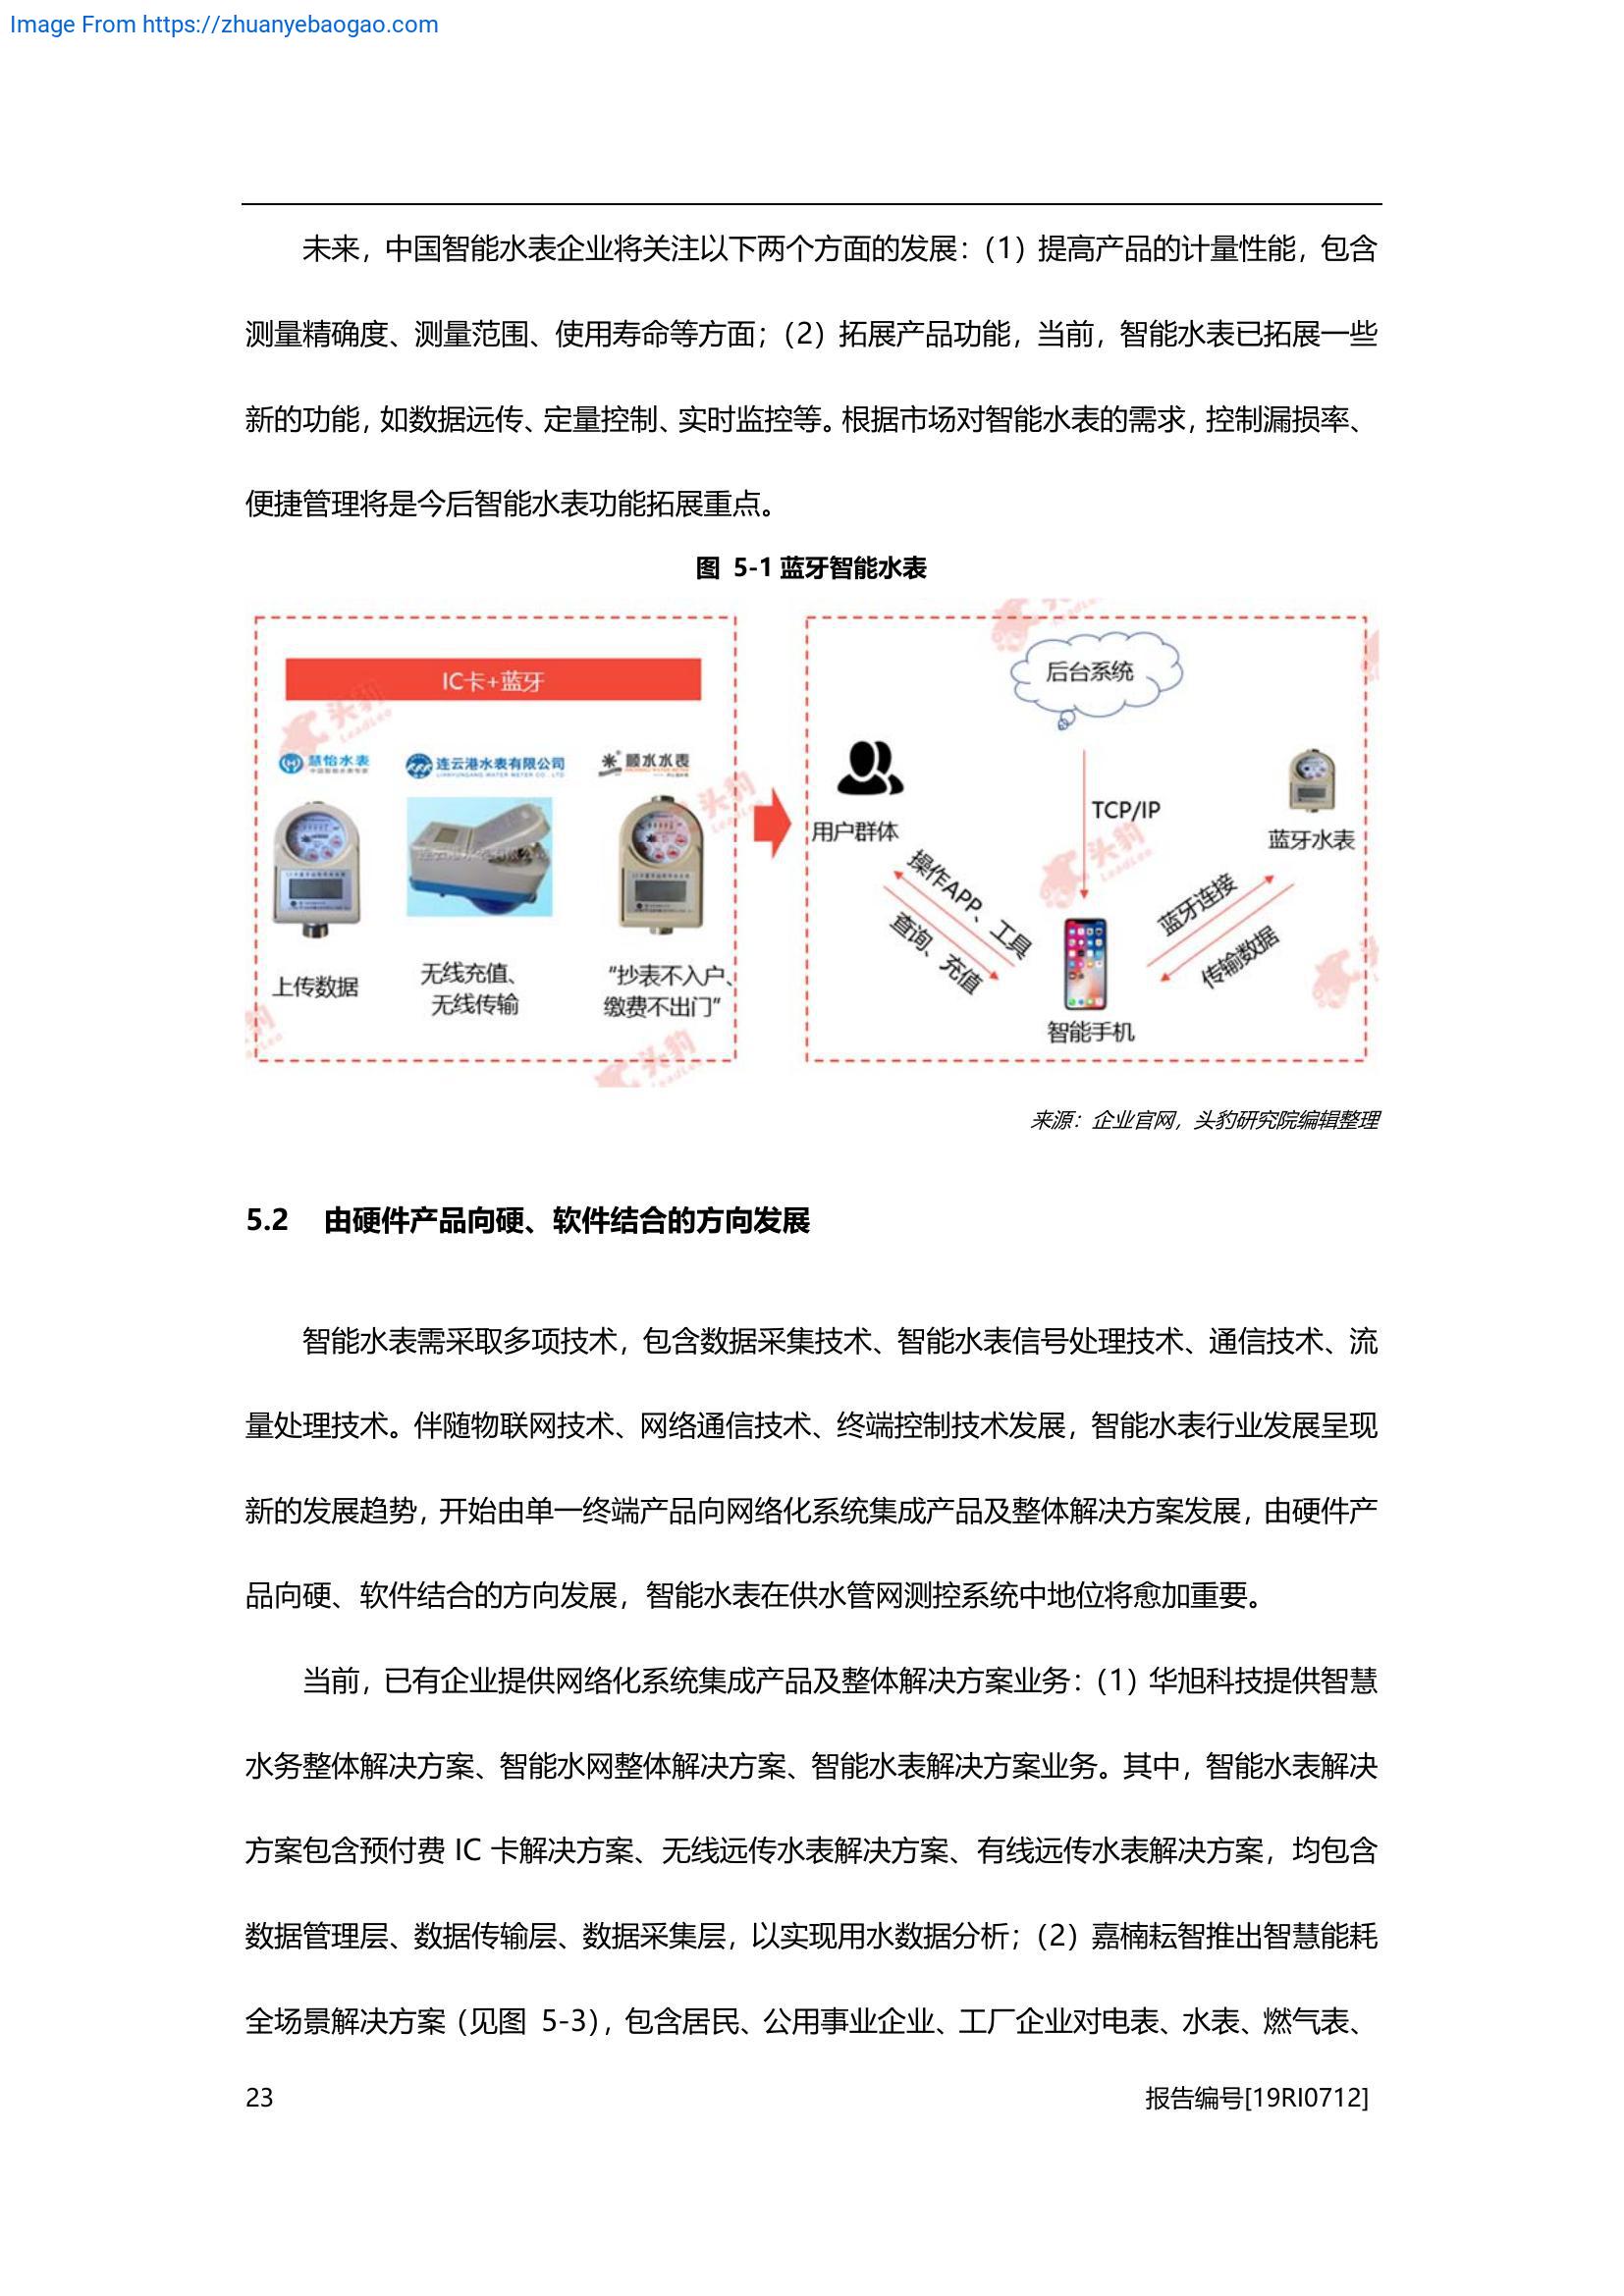 Image From https://zhuanyebaogao.com
未来，中国智能水表企业将关注以下两个方面的发展：（1）提高产品的计量性能，包含
测量精确度、测量范围、使用寿命等方面；（2）拓展产品功能，当前，智能水表已拓展一些
新的功能，如数据远传、定量控制、实时监控等。根据市场对智能水表的需求，控制漏损率、
便捷管理将是今后智能水表功能拓展重点。
图 5-1 蓝牙智能水表
IC卡+蓝牙
慧怡水表
连云港水表有限公司
LIANYUNGANG WATER METER CO., LTD
顺水水表
上传数据
无线充值、
无线传输
“抄表不入户、
缴费不出门”
后台系统
用户群体
TCP/IP
蓝牙水表
操作APP、工具
查询、充值
蓝牙连接
传输数据
智能手机
头豹
LeadLeo
来源：企业官网，头豹研究院编辑整理
5.2 由硬件产品向硬、软件结合的方向发展
智能水表需采取多项技术，包含数据采集技术、智能水表信号处理技术、通信技术、流
量处理技术。伴随物联网技术、网络通信技术、终端控制技术发展，智能水表行业发展呈现
新的发展趋势，开始由单一终端产品向网络化系统集成产品及整体解决方案发展，由硬件产
品向硬、软件结合的方向发展，智能水表在供水管网测控系统中地位将愈加重要。
当前，已有企业提供网络化系统集成产品及整体解决方案业务：（1）华旭科技提供智慧
水务整体解决方案、智能水网整体解决方案、智能水表解决方案业务。其中，智能水表解决
方案包含预付费 IC 卡解决方案、无线远传水表解决方案、有线远传水表解决方案，均包含
数据管理层、数据传输层、数据采集层，以实现用水数据分析；（2）嘉楠耘智推出智慧能耗
全场景解决方案（见图 5-3），包含居民、公用事业企业、工厂企业对电表、水表、燃气表、
23
报告编号[19RI0712]